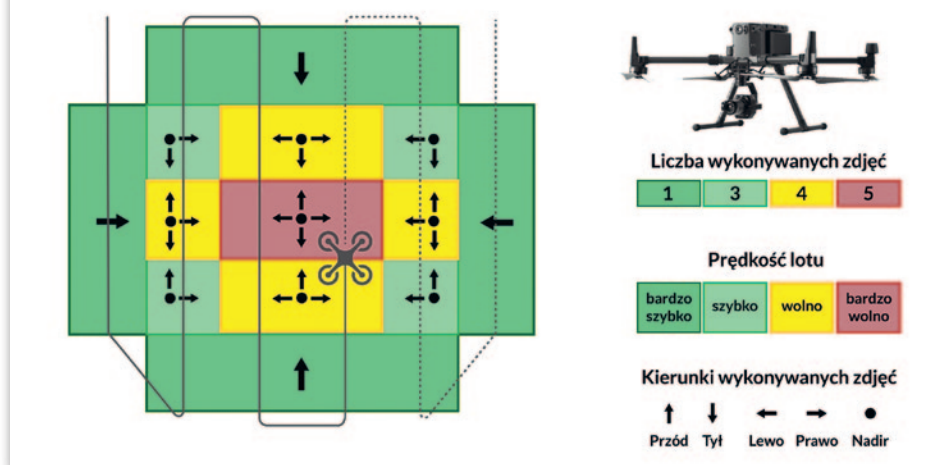 Liczba wykonywanych zdjęć
1 3 4 5
Prędkość lotu
bardzo szybko
szybko
wolno
bardzo wolno
Kierunki wykonywanych zdjęć
Przód Tył Lewo Prawo Nadir